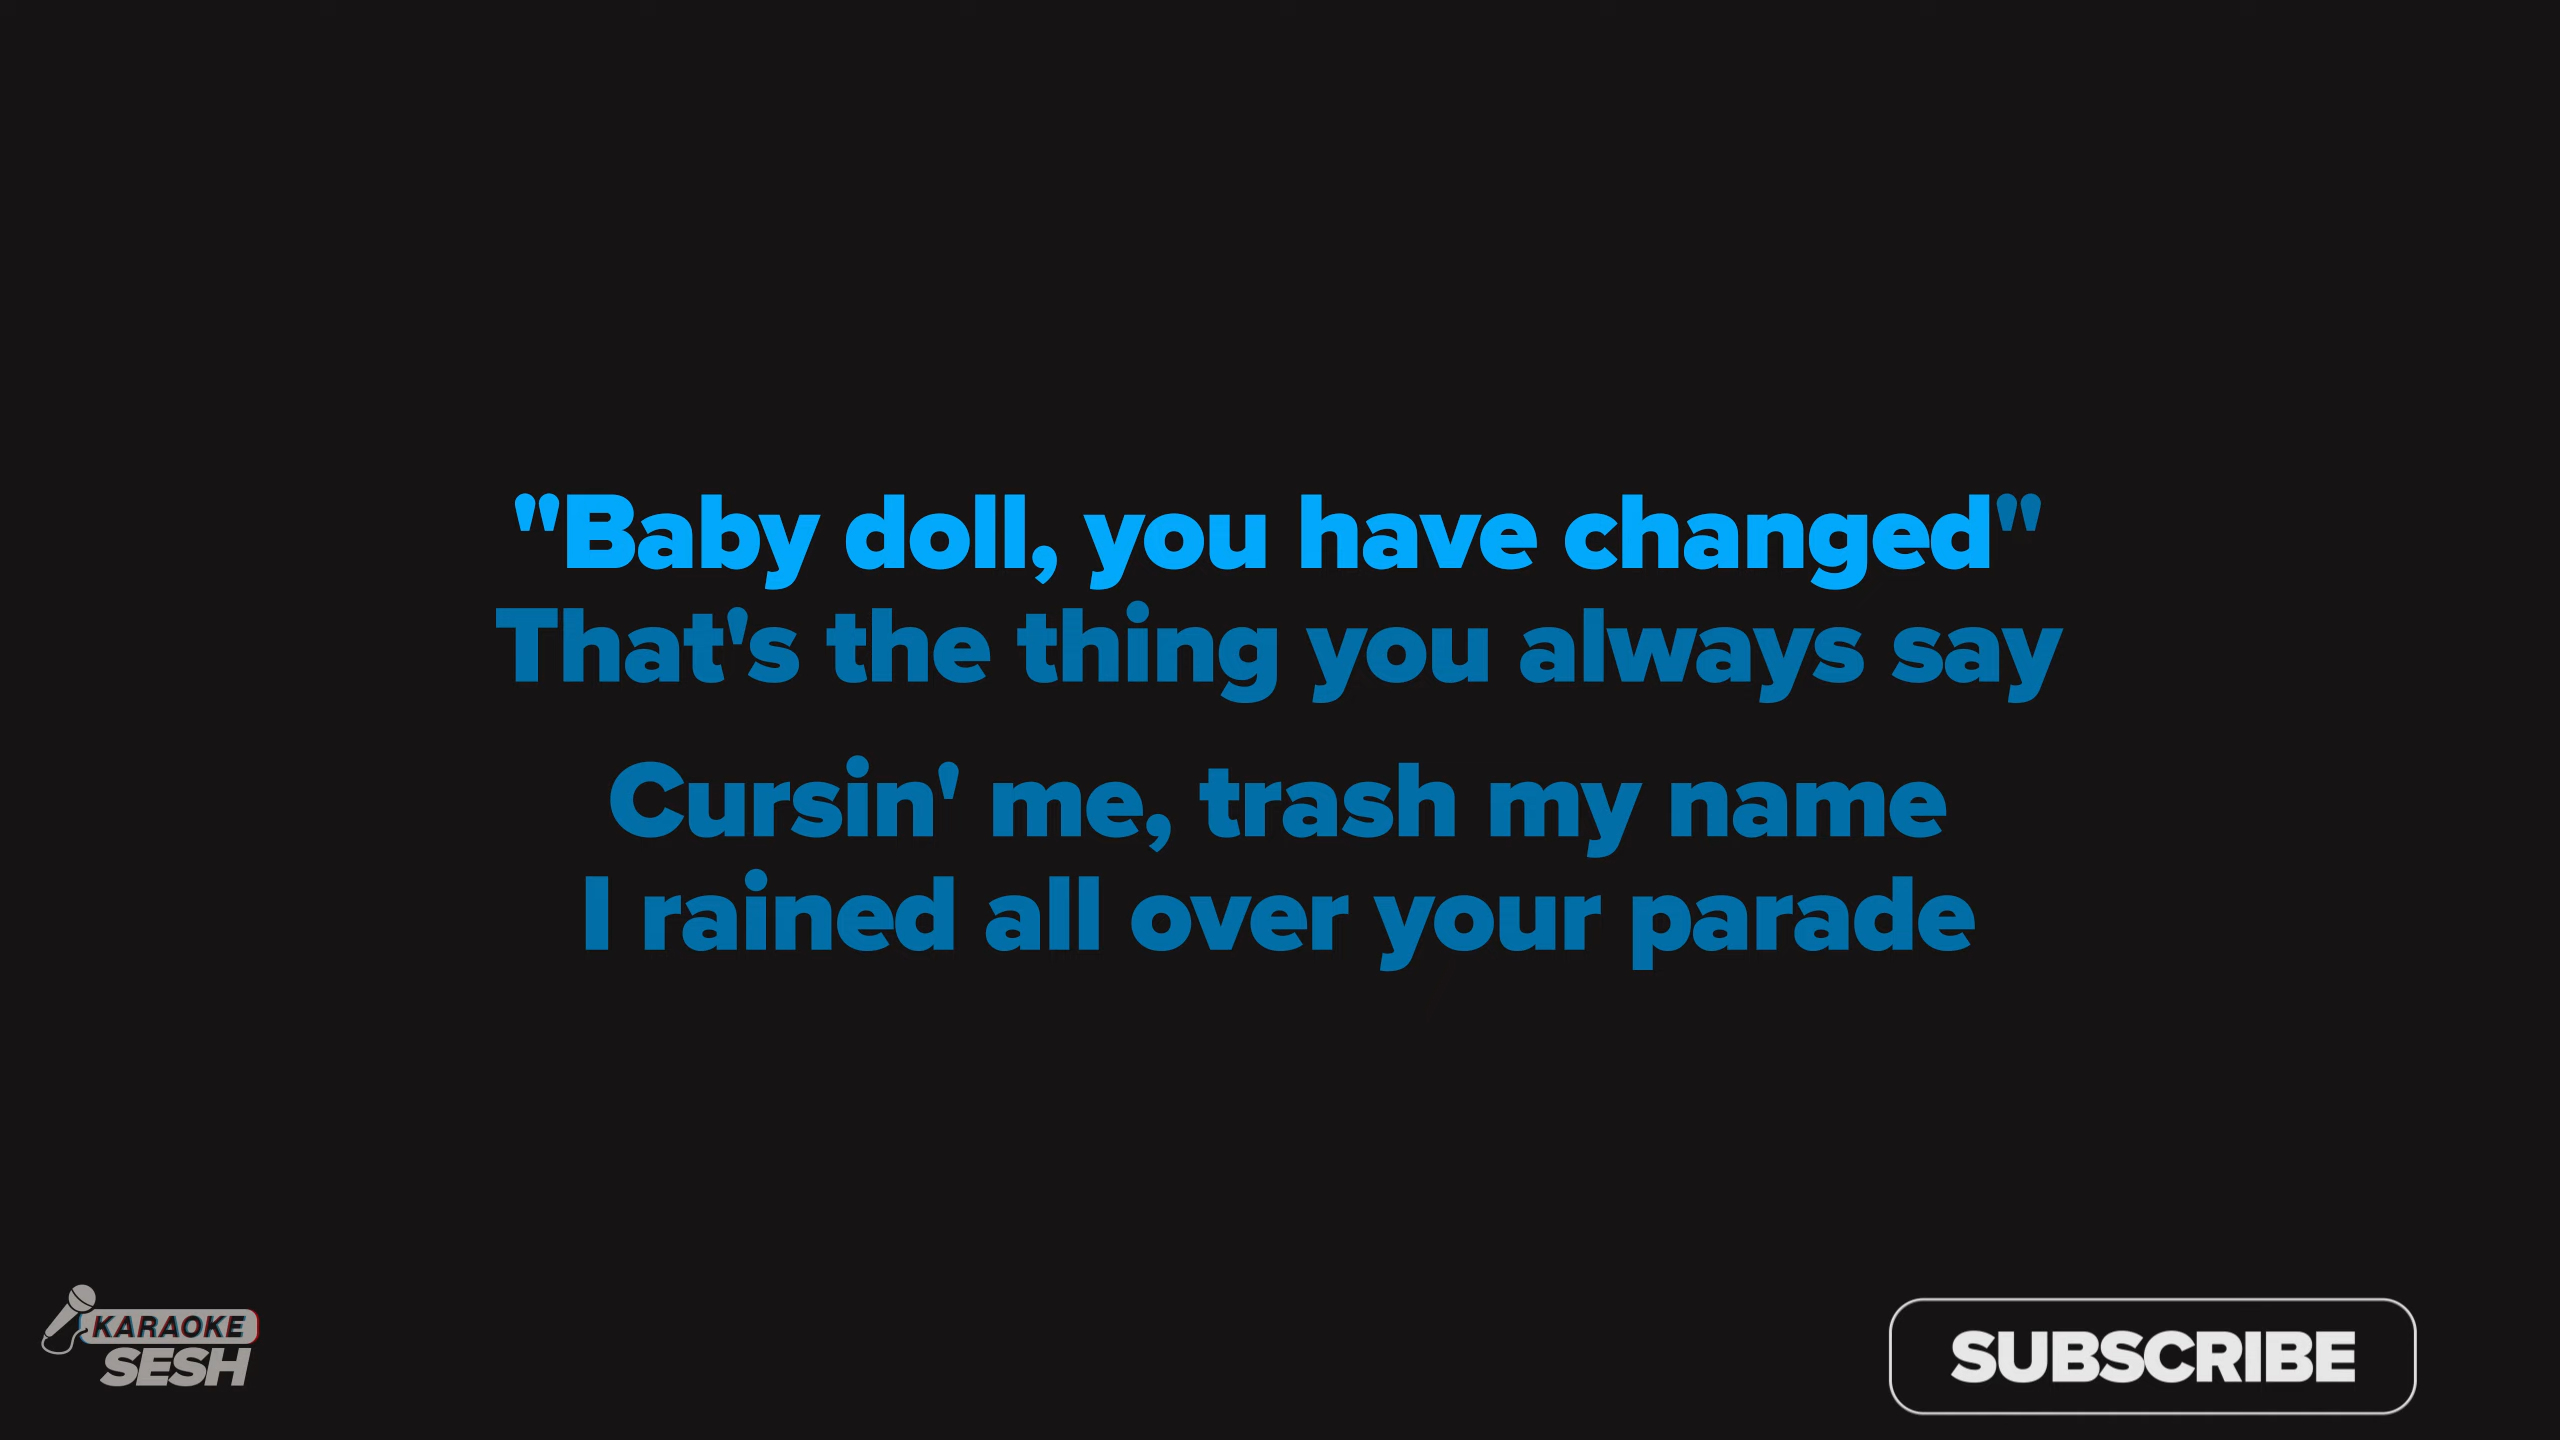 "Baby doll, you have changed"
That's the thing you always say
Cursin' me, trash my name
I rained all over your parade
KARAOKE
SESH
SUBSCRIBE